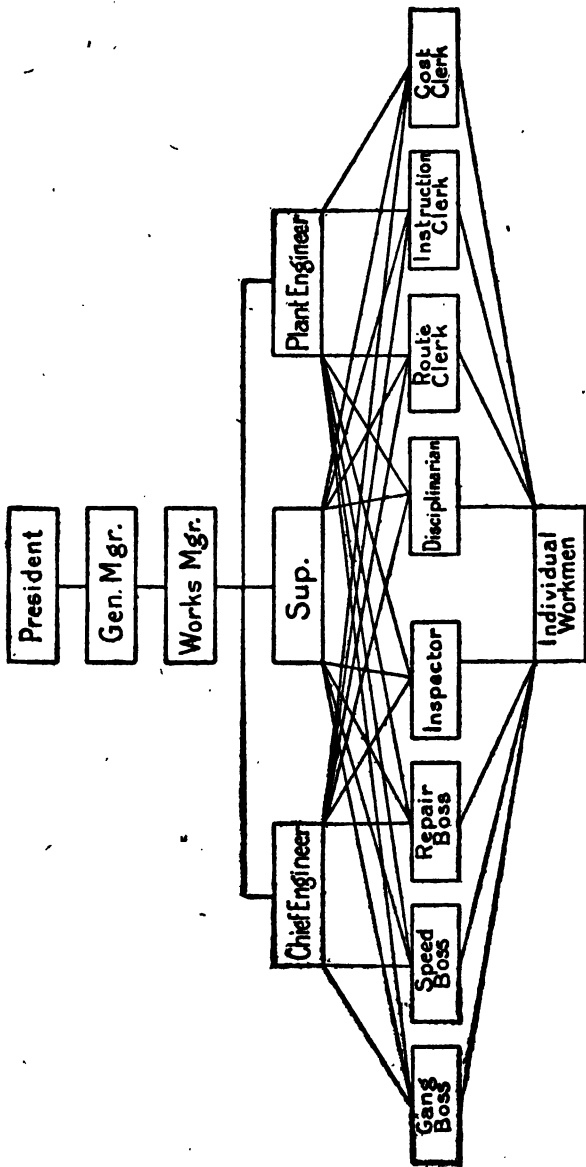 President
Gen. Mgr.
Works Mgr.
Chief Engineer
Sup.
Plant Engineer
Gang
Boss
Speed
Boss
Repair
Boss
Inspector
Disciplinarian
Route
Clerk
Instruction
Clerk
Cost
Clerk
Individual
Workmen